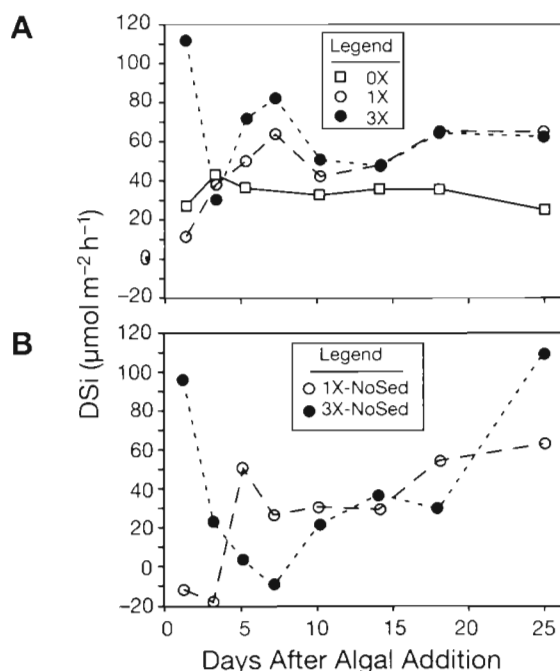 A
DSi (μmol m⁻² h⁻¹)
120
100
80
60
40
20
0
−20
Legend
0X
1X
3X
B
120
100
80
60
40
20
0
−20
Legend
1X-NoSed
3X-NoSed
0 5 10 15 20 25
Days After Algal Addition